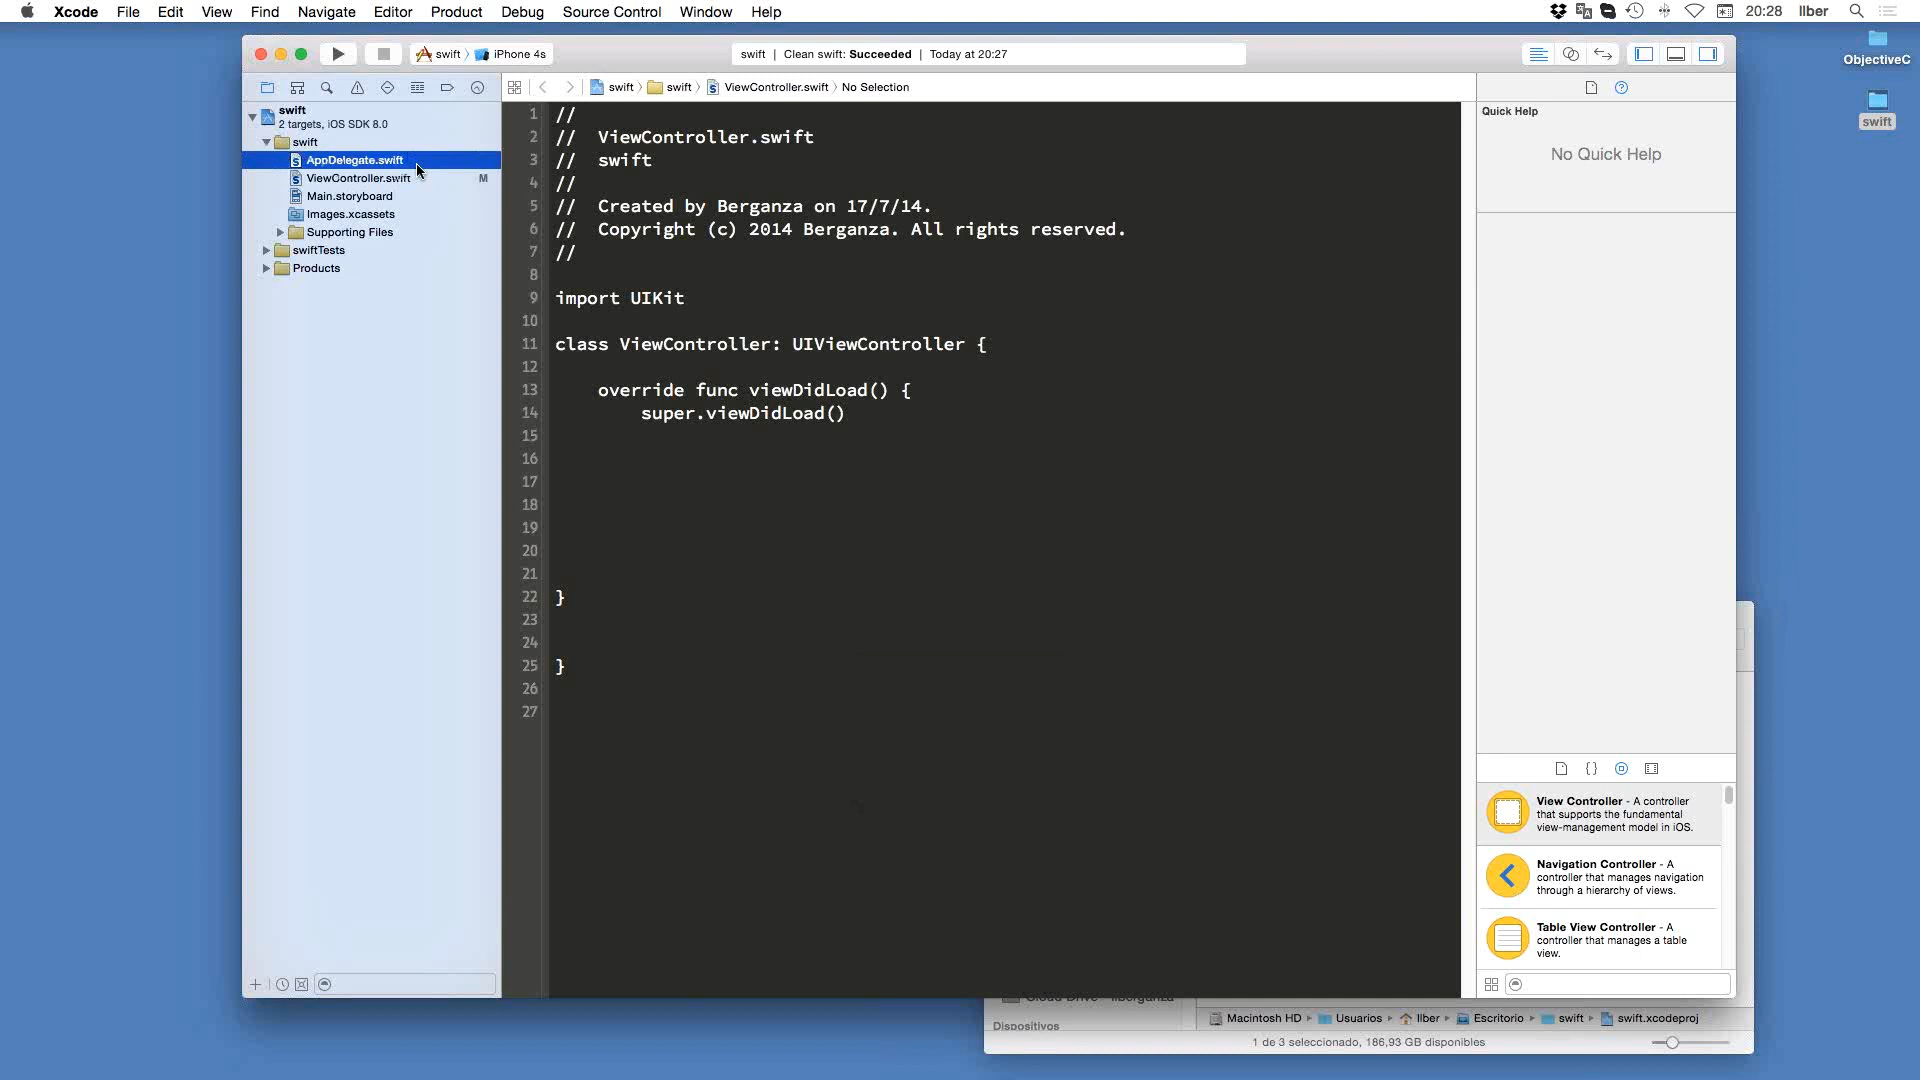 Xcode File Edit View Find Navigate Editor Product Debug Source Control Window Help 20:28 Ilber
ObjectiveC
swift
swift iPhone 4s
swift | Clean swift: Succeeded | Today at 20:27
swift swift ViewController.swift No Selection
swift
2 targets, iOS SDK 8.0
swift
AppDelegate.swift
ViewController.swift M
Main.storyboard
Images.xcassets
Supporting Files
swiftTests
Products
1 //
2 //  ViewController.swift
3 //  swift
4 //
5 //  Created by Berganza on 17/7/14.
6 //  Copyright (c) 2014 Berganza. All rights reserved.
7 //
8
9 import UIKit
10
11 class ViewController: UIViewController {
12
13     override func viewDidLoad() {
14         super.viewDidLoad()
15
16
17
18
19
20
21
22 }
23
24
25 }
26
27
Quick Help
No Quick Help
{}
View Controller - A controller
that supports the fundamental
view-management model in iOS.
Navigation Controller - A
controller that manages navigation
through a hierarchy of views.
Table View Controller - A
controller that manages a table
view.
Dispositivos
Macintosh HD Usuarios Ilber Escritorio swift swift.xcodeproj
1 de 3 seleccionado, 186,93 GB disponibles